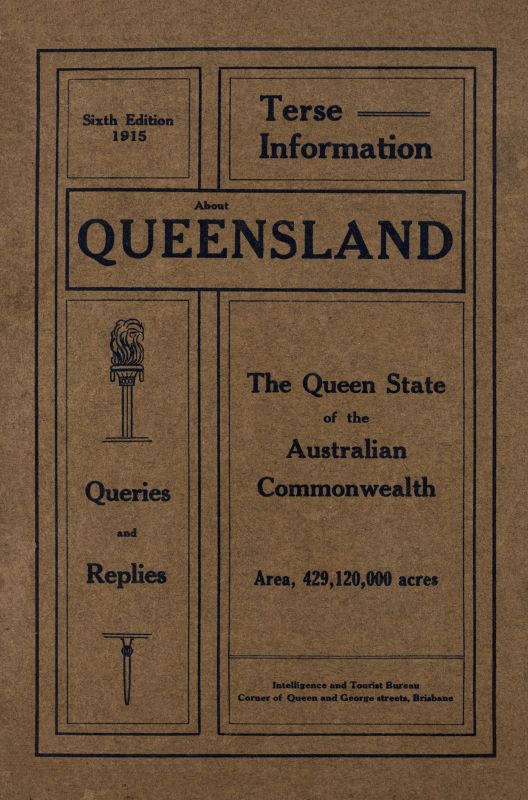 Sixth Edition
1915
Terse
Information
About
QUEENSLAND
Queries
and
Replies
The Queen State
of the
Australian
Commonwealth
Area, 429,120,000 acres
Intelligence and Tourist Bureau
Corner of Queen and George streets, Brisbane